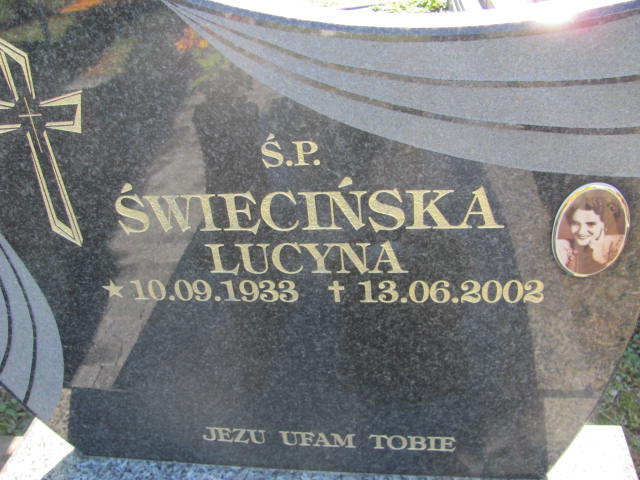 Ś.P.
ŚWIECIŃSKA
LUCYNA
★10.09.1933 †13.06.2002
JEZU UFAM TOBIE